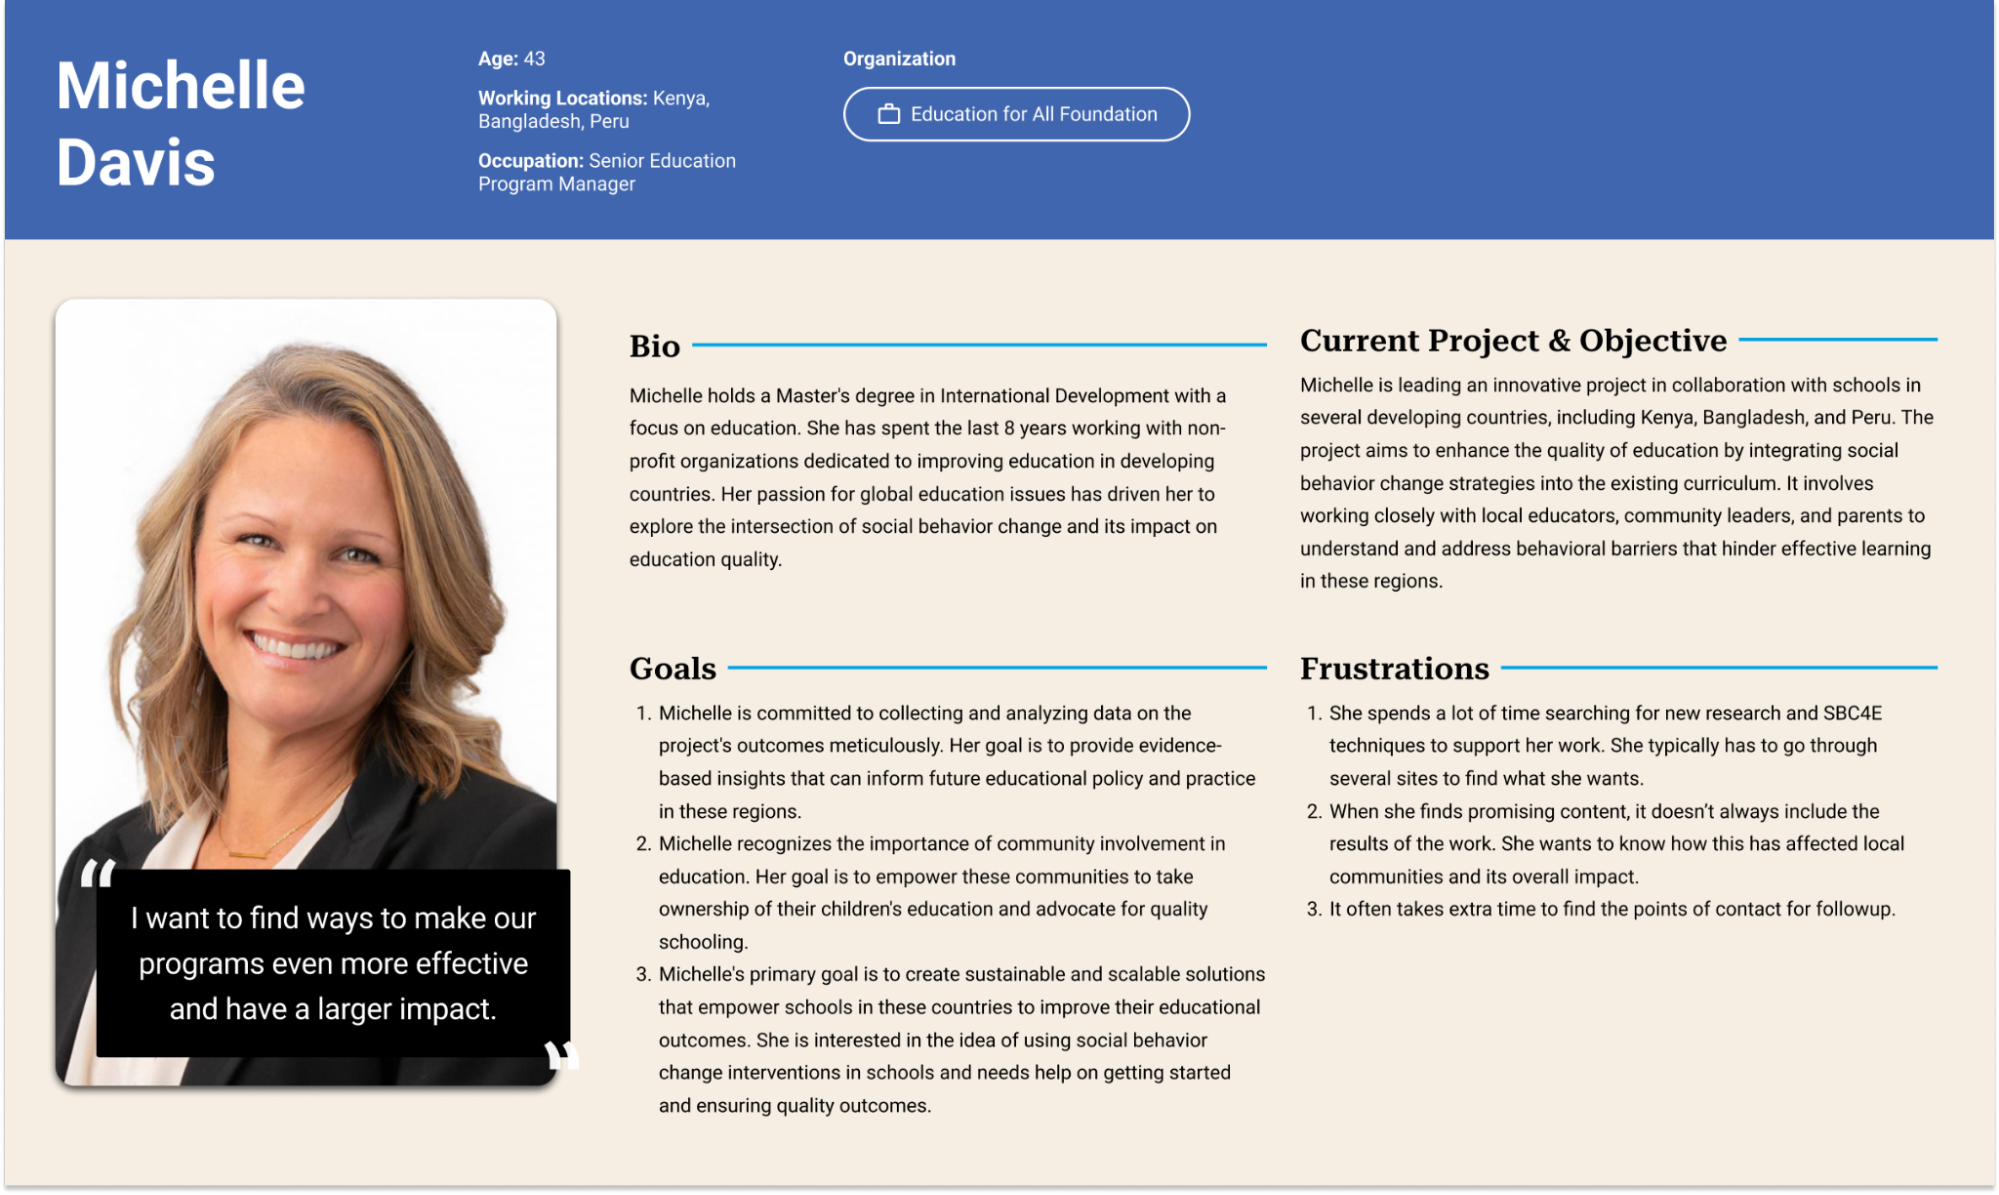 Michelle
Davis
Age: 43
Working Locations: Kenya,
Bangladesh, Peru
Occupation: Senior Education
Program Manager
Organization
Education for All Foundation
“
I want to find ways to make our
programs even more effective
and have a larger impact.
”
Bio
Michelle holds a Master's degree in International Development with a
focus on education. She has spent the last 8 years working with non-
profit organizations dedicated to improving education in developing
countries. Her passion for global education issues has driven her to
explore the intersection of social behavior change and its impact on
education quality.
Current Project & Objective
Michelle is leading an innovative project in collaboration with schools in
several developing countries, including Kenya, Bangladesh, and Peru. The
project aims to enhance the quality of education by integrating social
behavior change strategies into the existing curriculum. It involves
working closely with local educators, community leaders, and parents to
understand and address behavioral barriers that hinder effective learning
in these regions.
Goals
1. Michelle is committed to collecting and analyzing data on the
project's outcomes meticulously. Her goal is to provide evidence-
based insights that can inform future educational policy and practice
in these regions.
2. Michelle recognizes the importance of community involvement in
education. Her goal is to empower these communities to take
ownership of their children's education and advocate for quality
schooling.
3. Michelle's primary goal is to create sustainable and scalable solutions
that empower schools in these countries to improve their educational
outcomes. She is interested in the idea of using social behavior
change interventions in schools and needs help on getting started
and ensuring quality outcomes.
Frustrations
1. She spends a lot of time searching for new research and SBC4E
techniques to support her work. She typically has to go through
several sites to find what she wants.
2. When she finds promising content, it doesn’t always include the
results of the work. She wants to know how this has affected local
communities and its overall impact.
3. It often takes extra time to find the points of contact for followup.